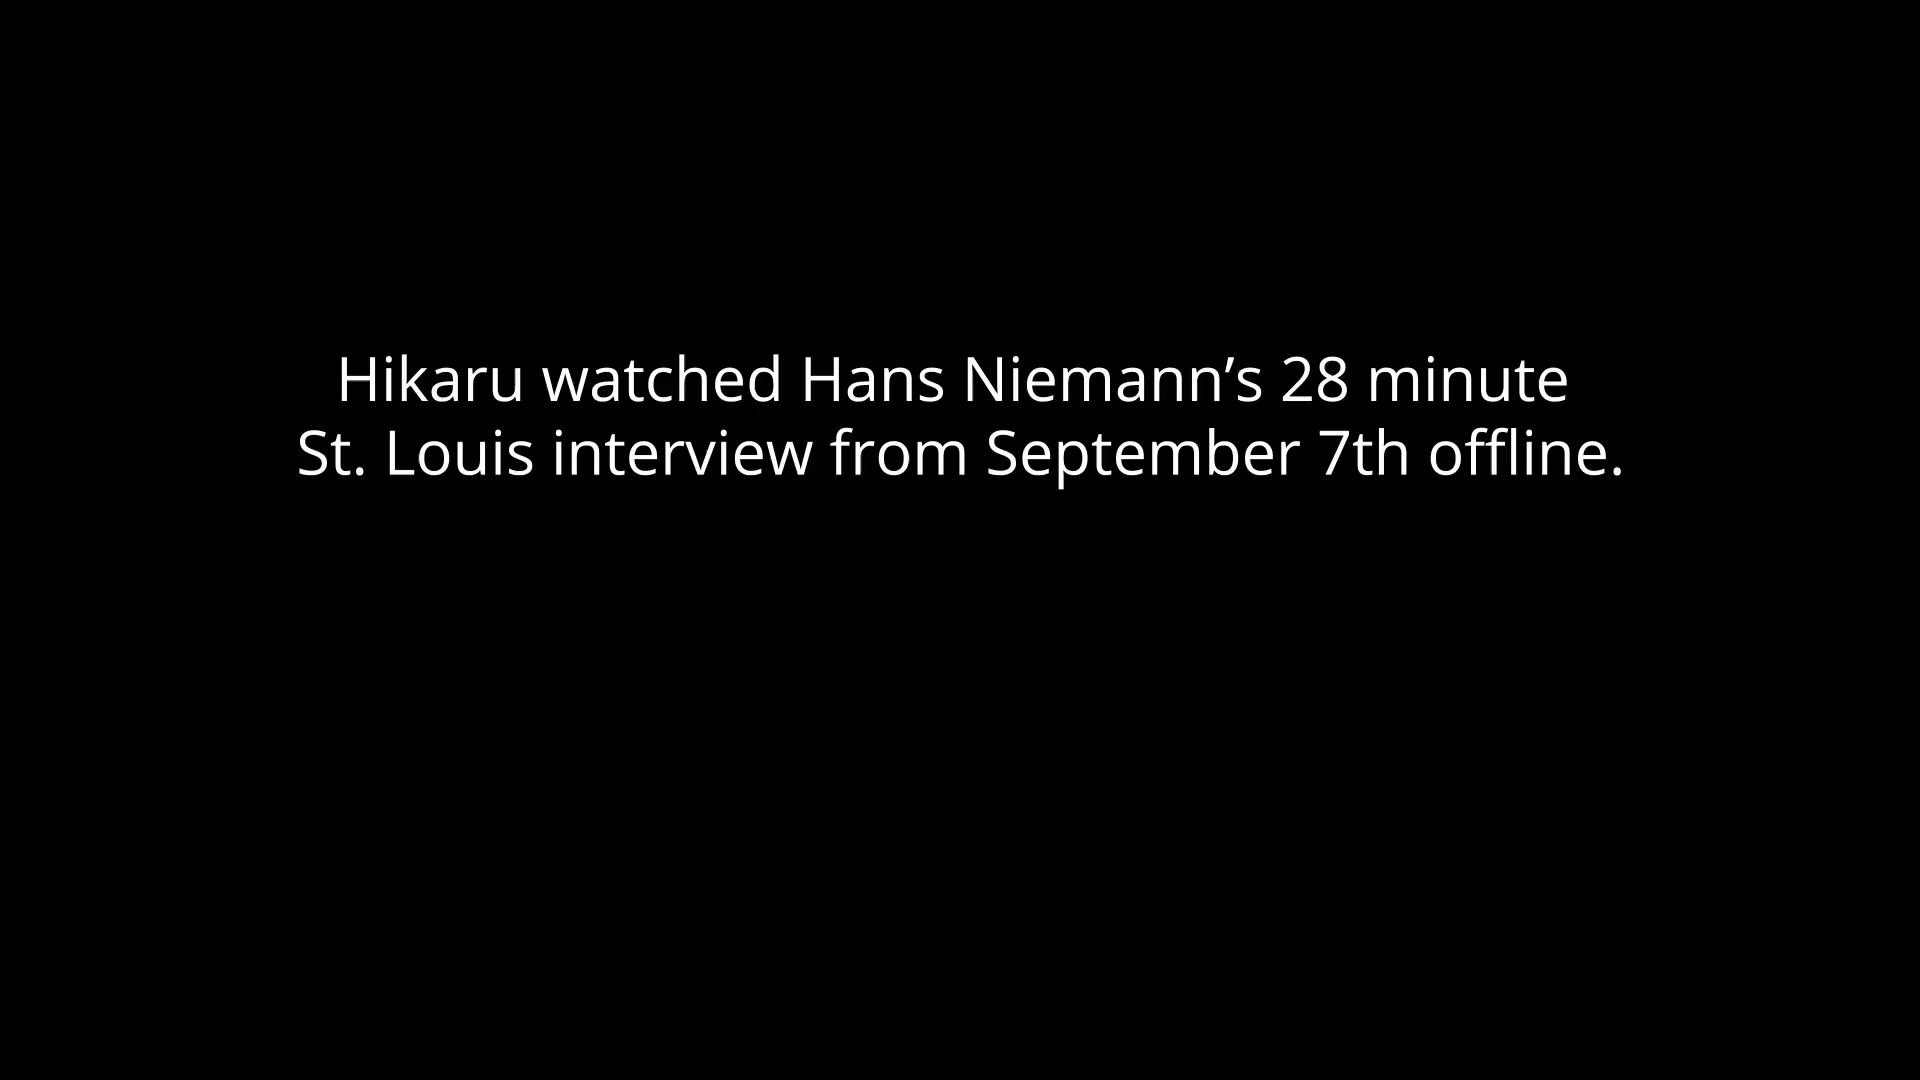 Hikaru watched Hans Niemann’s 28 minute
St. Louis interview from September 7th offline.